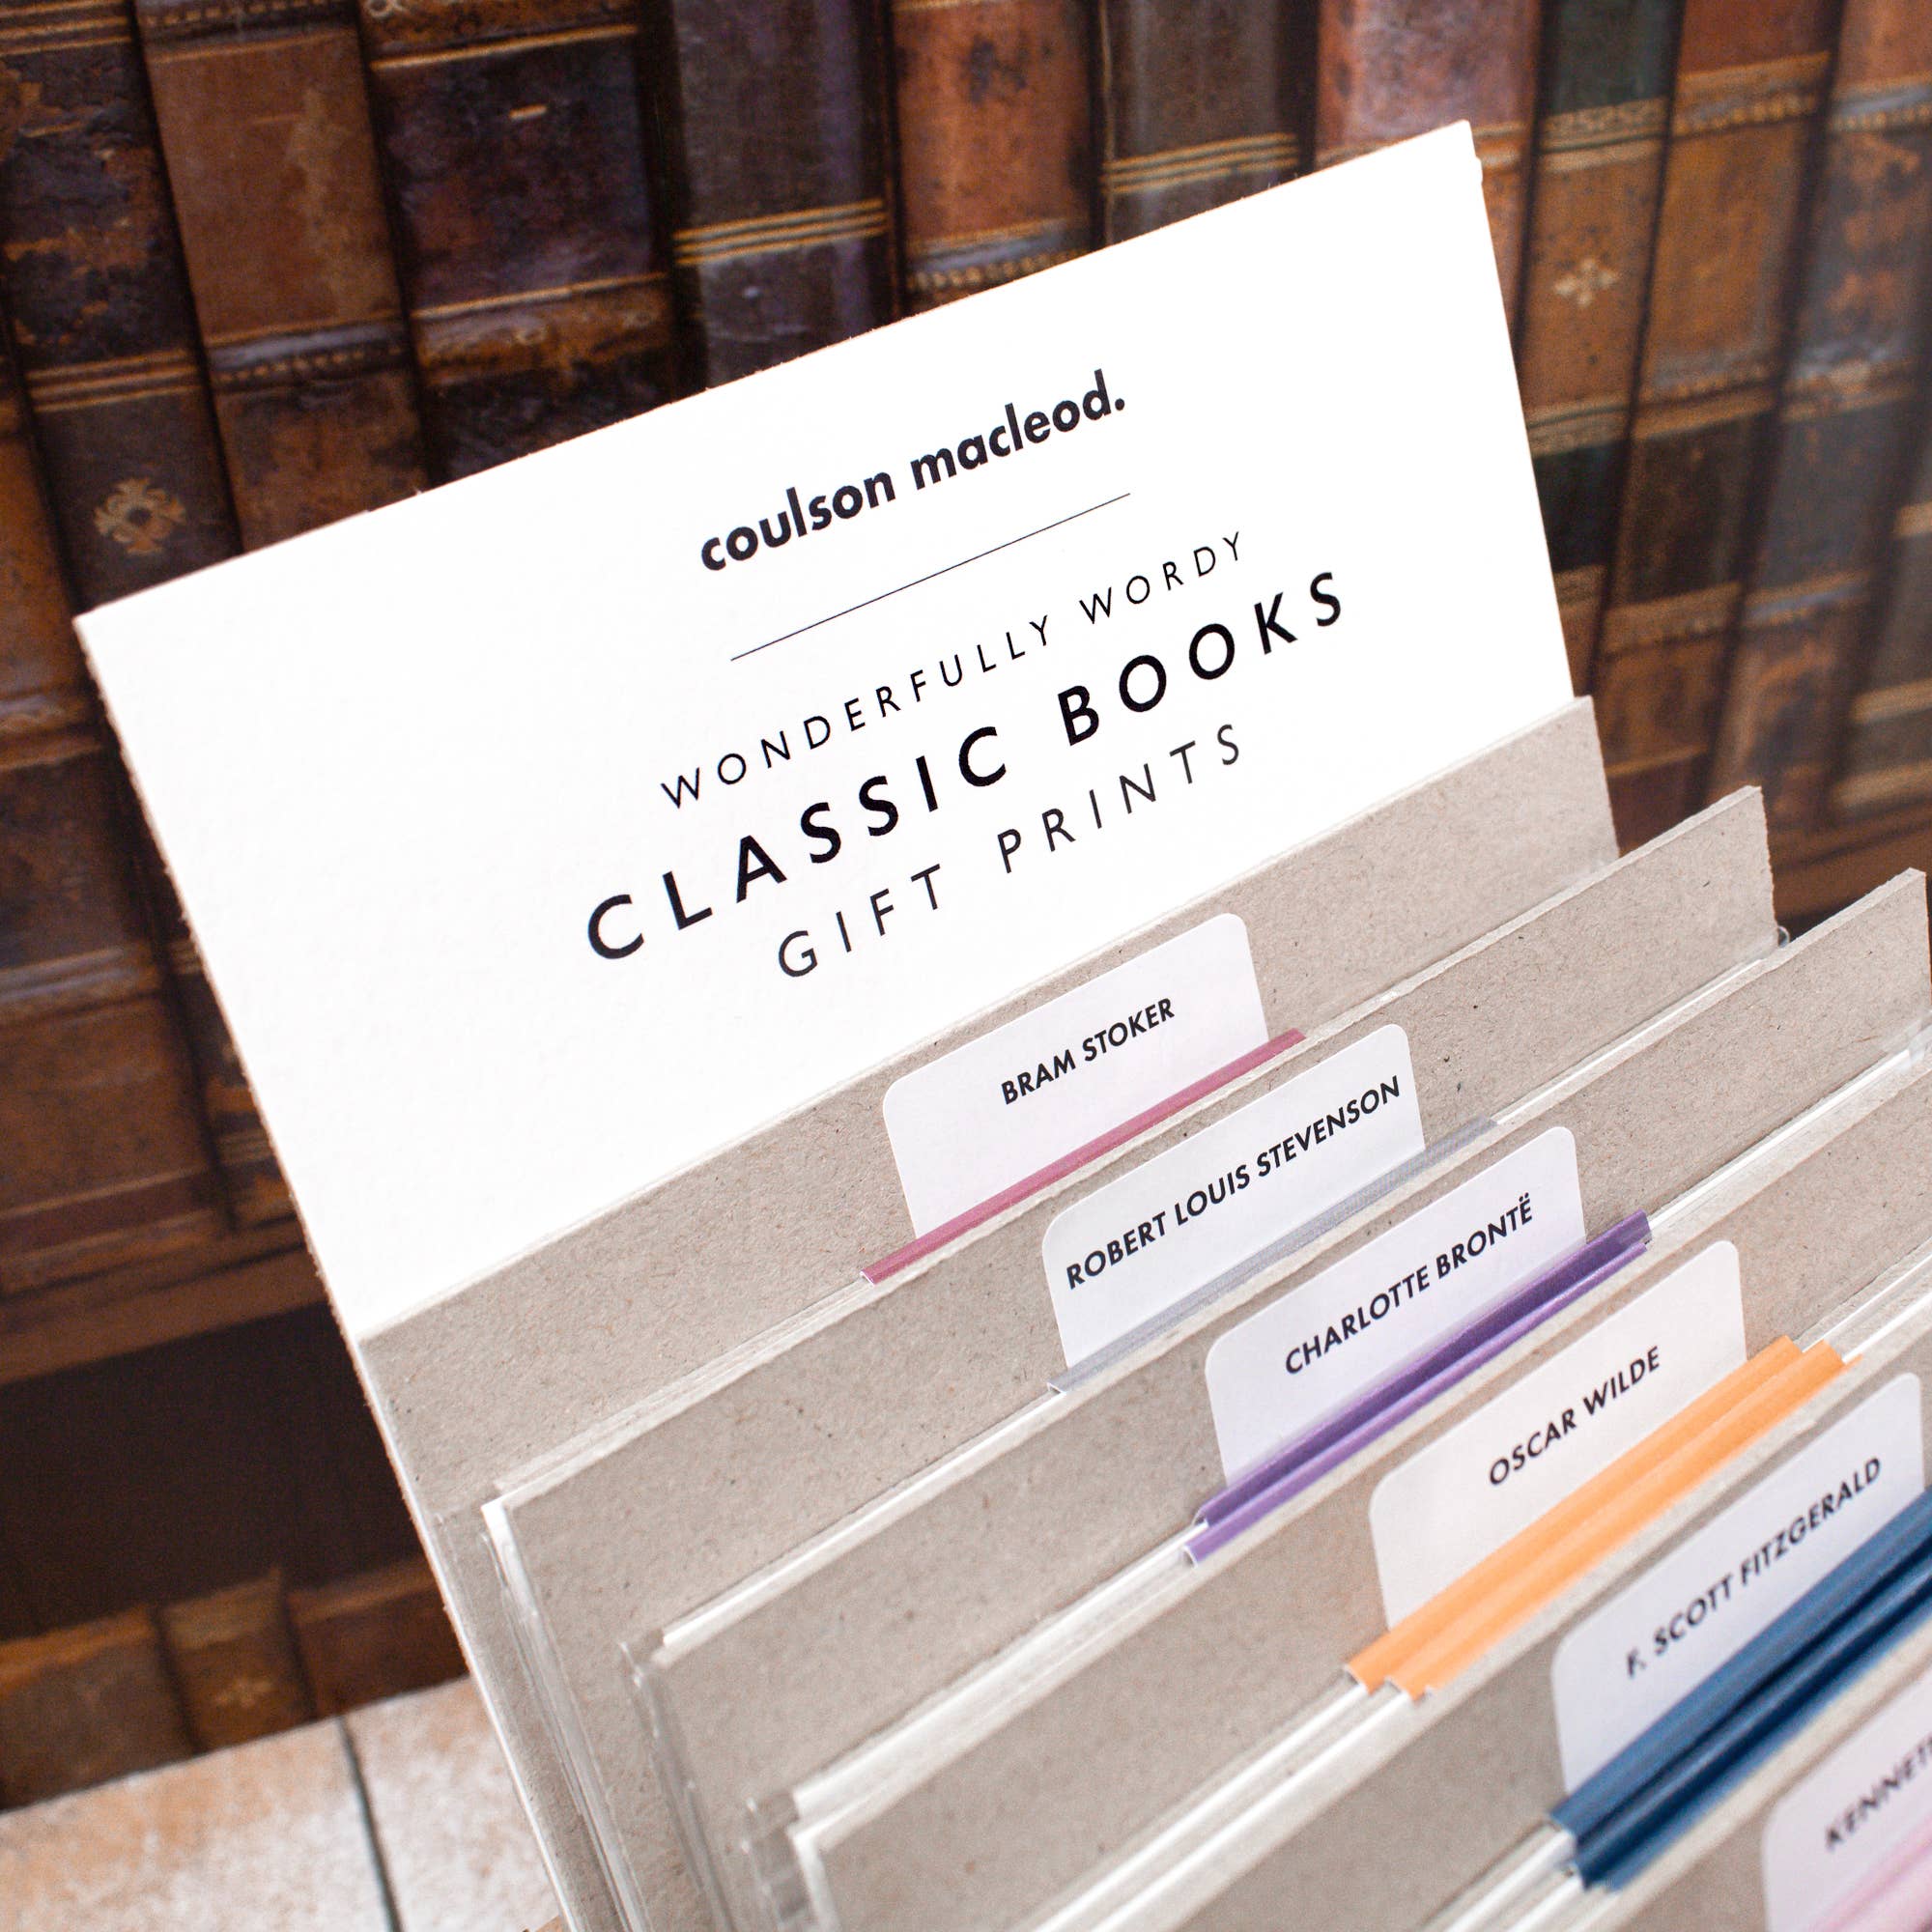 coulson macleod.
WONDERFULLY WORDY
CLASSIC BOOKS
GIFT PRINTS
BRAM STOKER
ROBERT LOUIS STEVENSON
CHARLOTTE BRONTË
OSCAR WILDE
F. SCOTT FITZGERALD